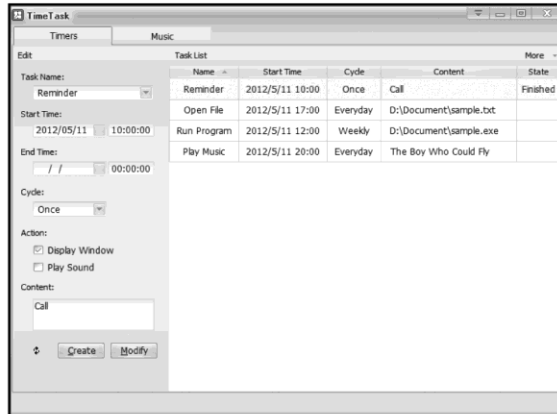 TimeTask
Timers Music
Edit
Task Name:
Reminder
Start Time:
2012/05/11 10:00:00
End Time:
/ / 00:00:00
Cycle:
Once
Action:
Display Window
Play Sound
Content:
Call
Create Modify
Task List More
Name Start Time Cycle Content State
Reminder 2012/5/11 10:00 Once Call Finished
Open File 2012/5/11 17:00 Everyday D:\Document\sample.txt
Run Program 2012/5/11 12:00 Weekly D:\Document\sample.exe
Play Music 2012/5/11 20:00 Everyday The Boy Who Could Fly